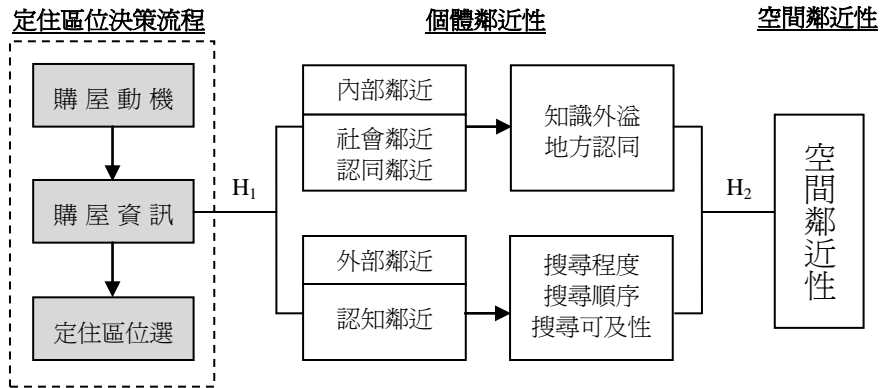 定住區位決策流程
個體鄰近性
空間鄰近性
購屋動機
購屋資訊
定住區位選
H₁
內部鄰近
社會鄰近
認同鄰近
外部鄰近
認知鄰近
知識外溢
地方認同
搜尋程度
搜尋順序
搜尋可及性
H₂
空間鄰近性